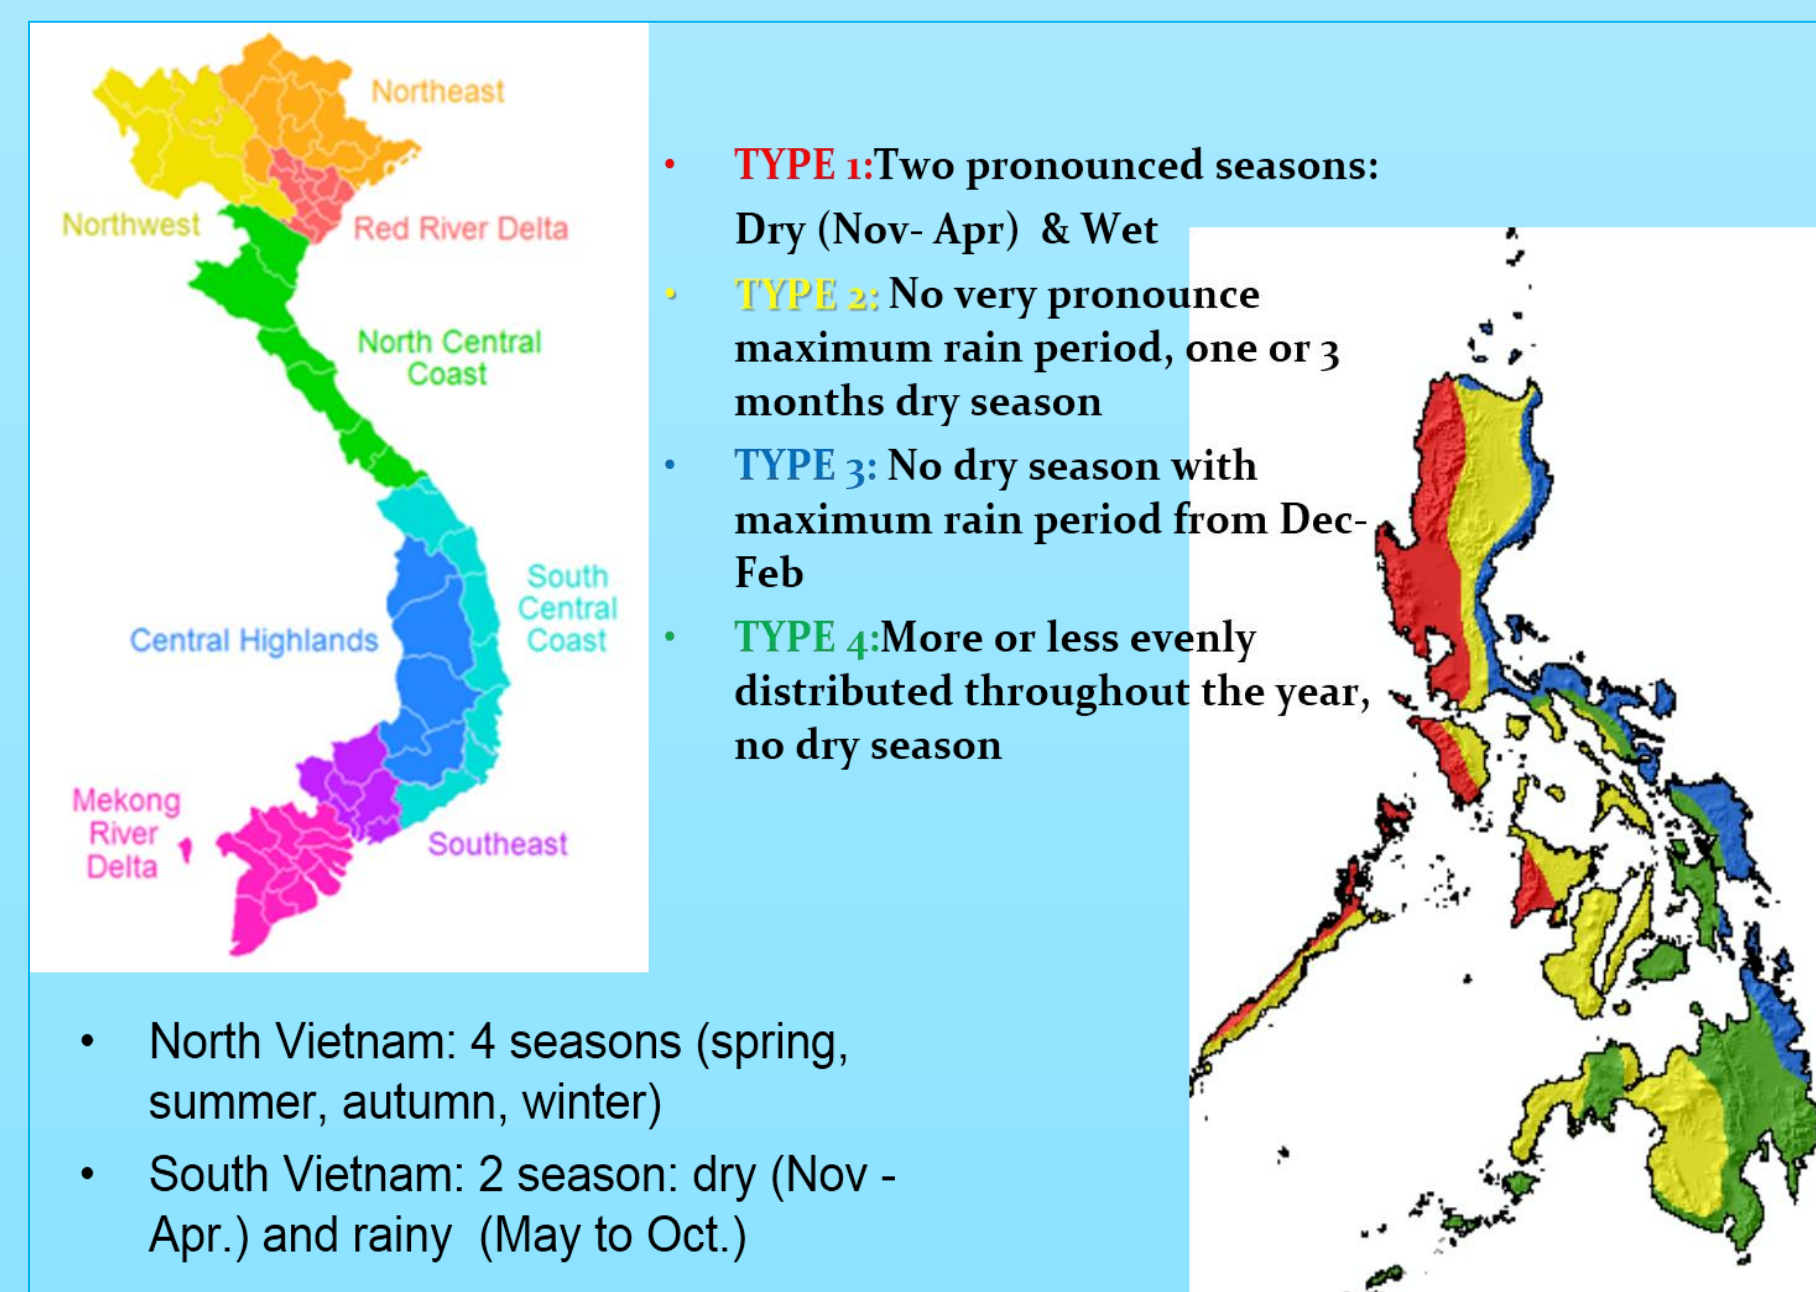 Northeast
Northwest
Red River Delta
North Central
Coast
South
Central
Coast
Central Highlands
Mekong
River
Delta
Southeast
• TYPE 1:Two pronounced seasons:
Dry (Nov- Apr) & Wet
• TYPE 2: No very pronounce
maximum rain period, one or 3
months dry season
• TYPE 3: No dry season with
maximum rain period from Dec-
Feb
• TYPE 4:More or less evenly
distributed throughout the year,
no dry season
• North Vietnam: 4 seasons (spring,
summer, autumn, winter)
• South Vietnam: 2 season: dry (Nov -
Apr.) and rainy (May to Oct.)